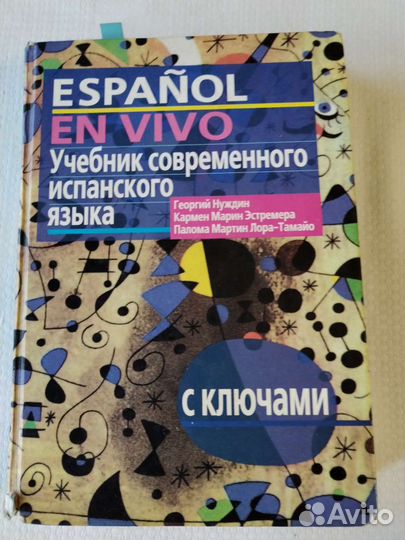 ESPAÑOL
EN VIVO
Учебник современного
испанского
языка
Георгий Нуждин
Кармен Марин Эстремера
Палома Мартин Лора-Тамайо
с ключами
Avito